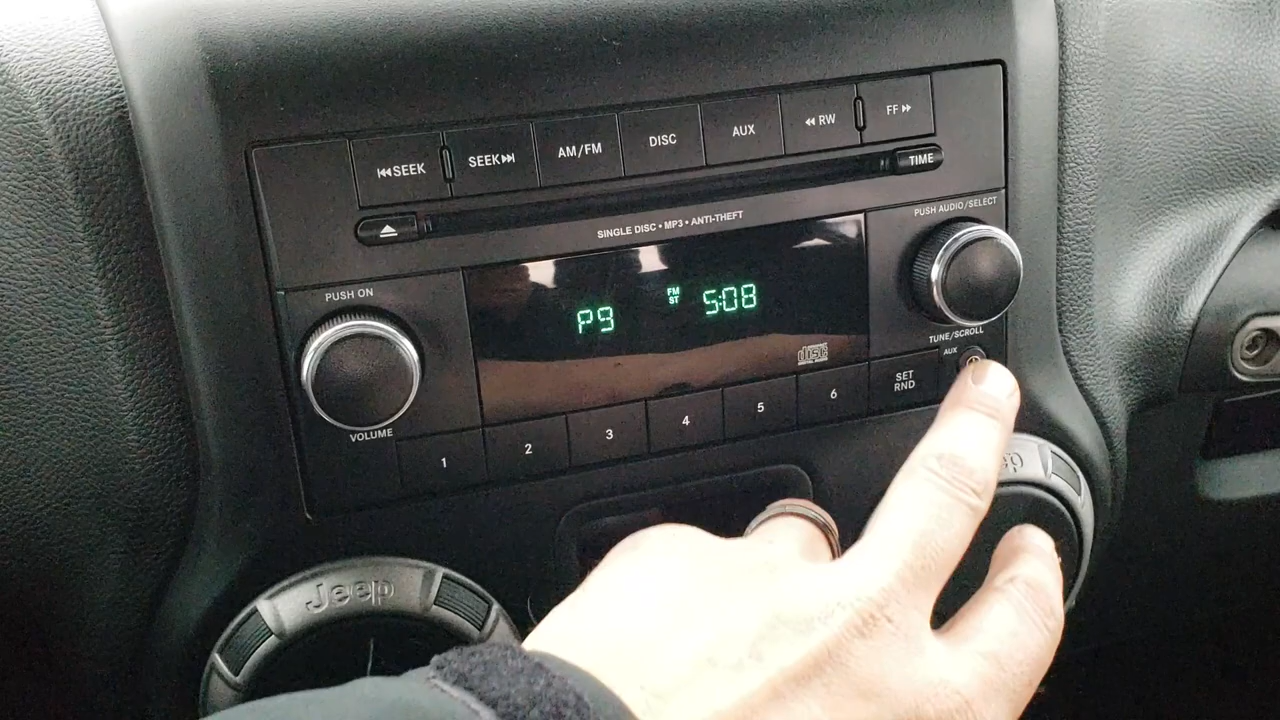 ⏮SEEK
SEEK⏭
AM/FM
DISC
AUX
◀◀ RW
FF ▶▶
TIME
SINGLE DISC • MP3 • ANTI-THEFT
PUSH AUDIO/SELECT
PUSH ON
P9
FM
ST
5:08
TUNE/SCROLL
AUX
COMPACT
disc
SET
RND
VOLUME
1
2
3
4
5
6
Jeep